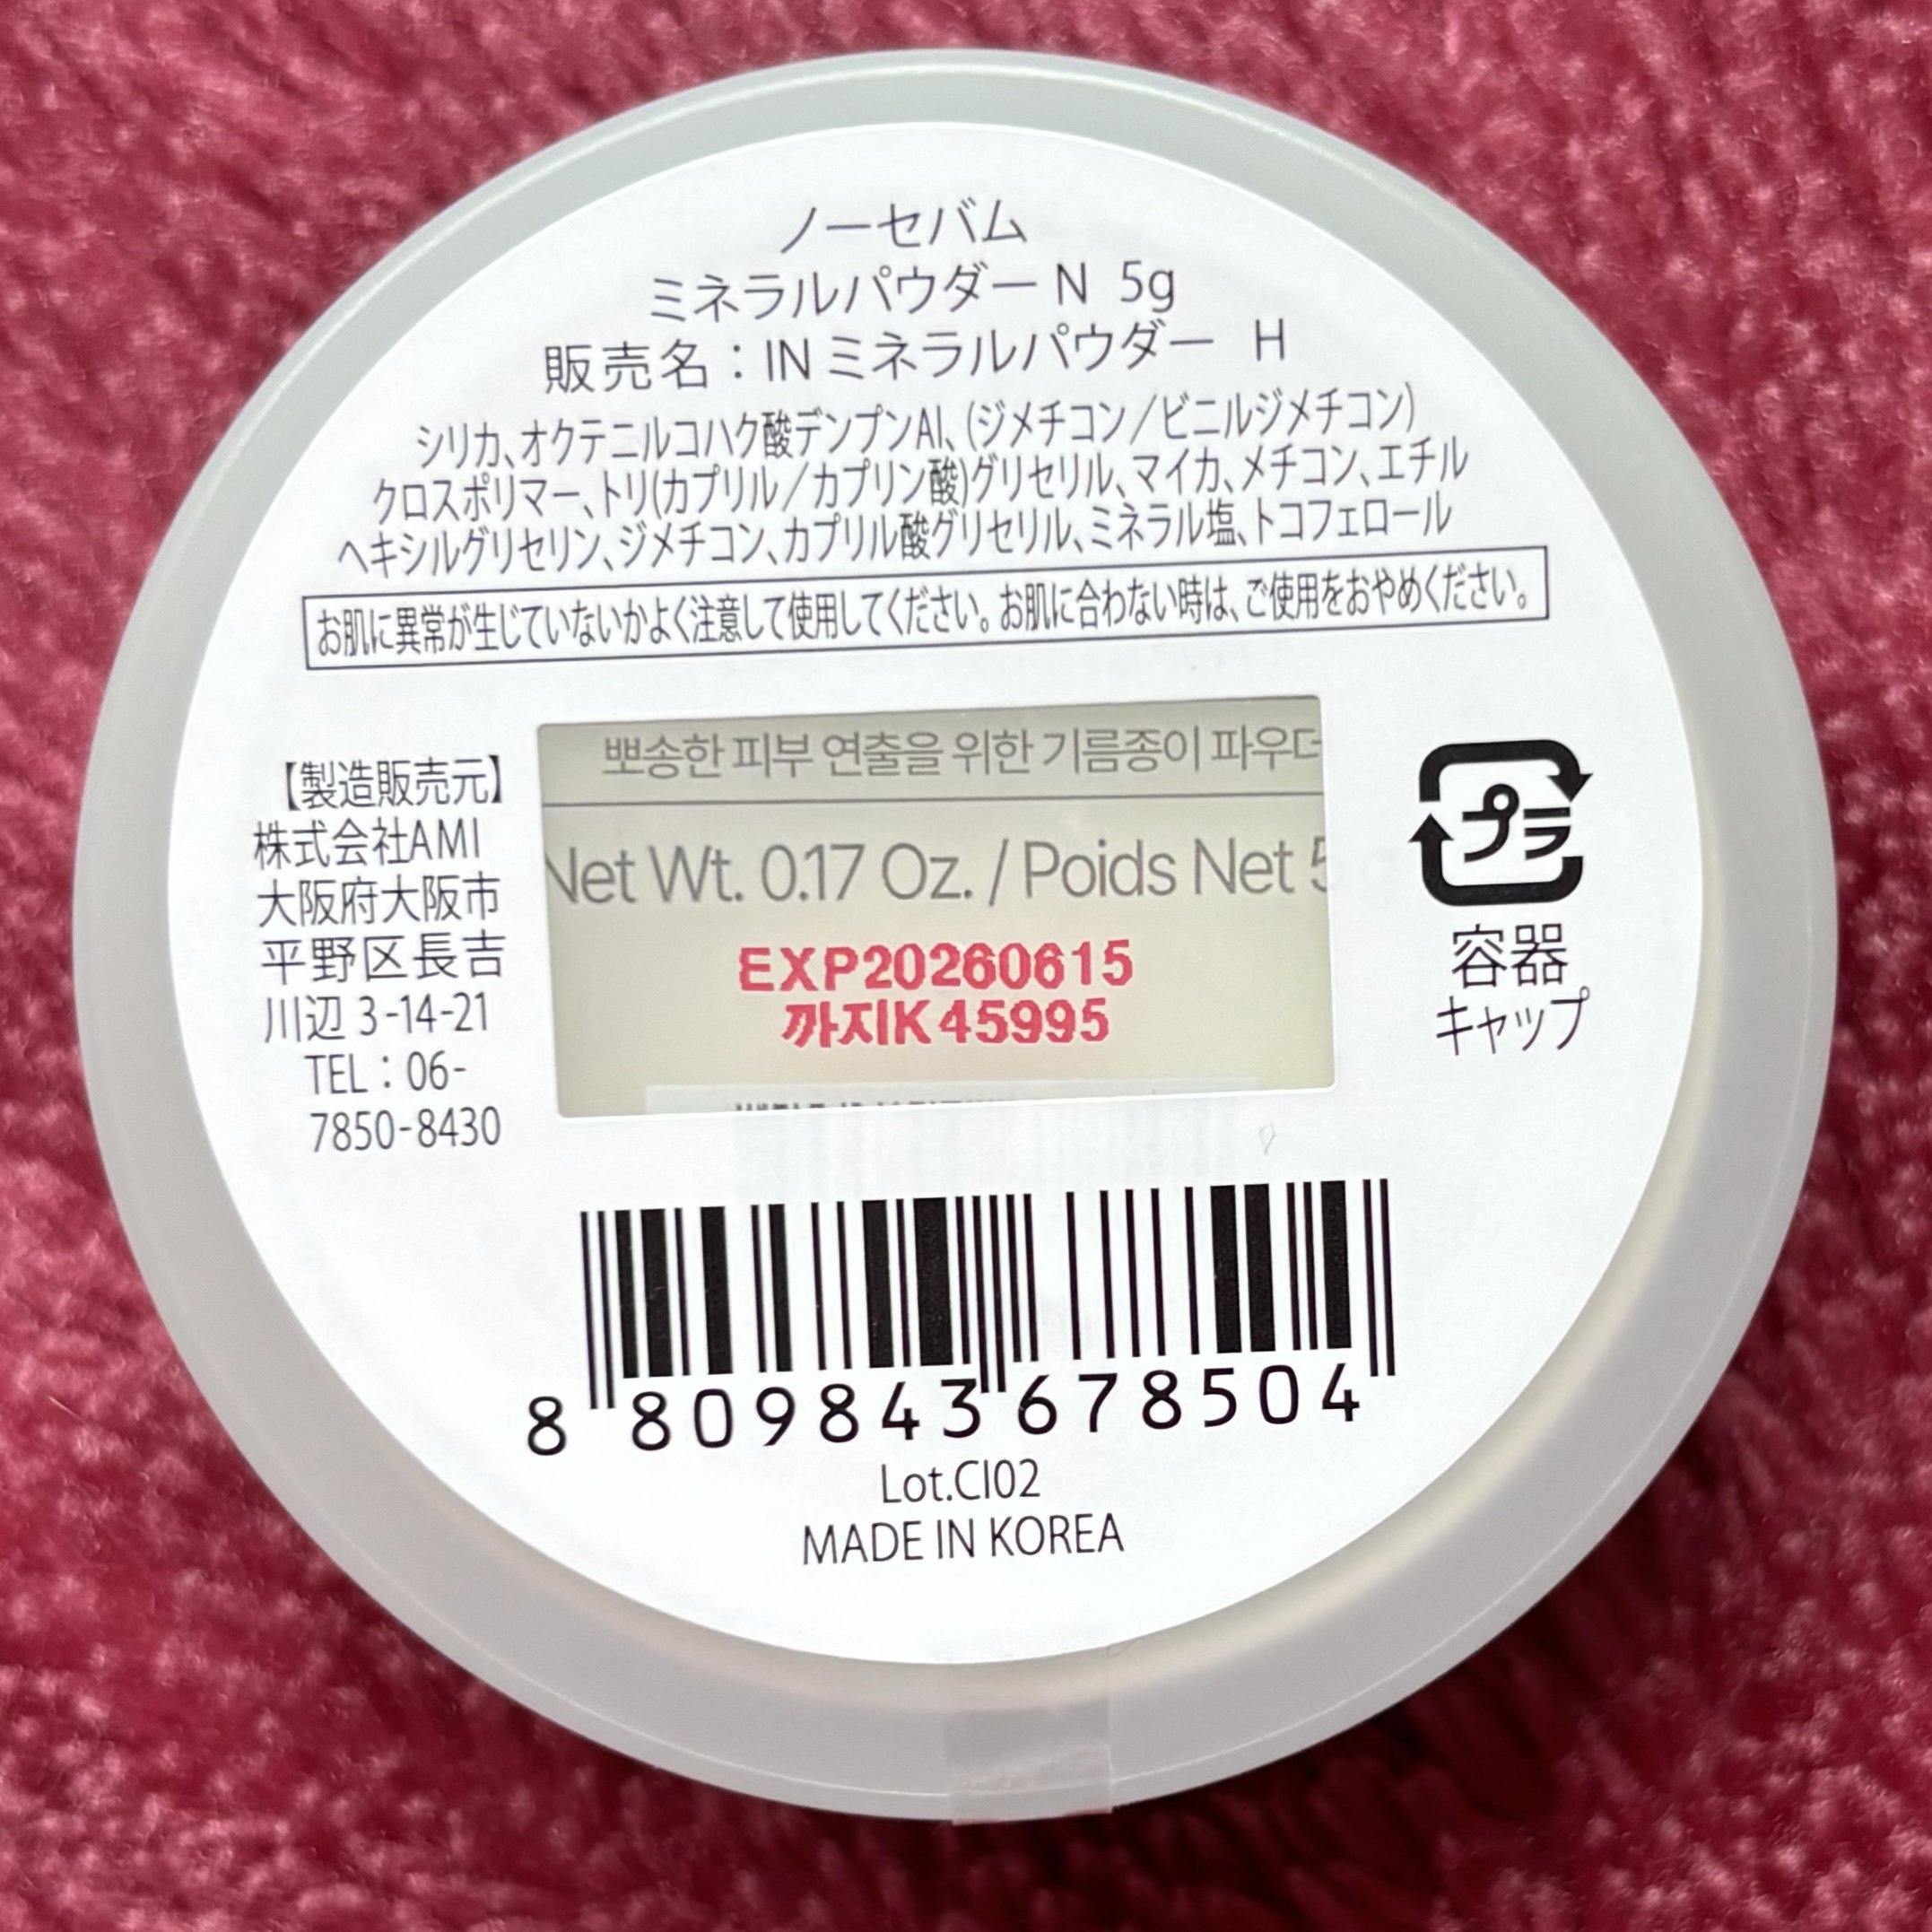 ノーセバム
ミネラルパウダー N 5g
販売名：IN ミネラルパウダー H
シリカ、オクテニルコハク酸デンプンAl、(ジメチコン／ビニルジメチコン)
クロスポリマー、トリ(カプリル／カプリン酸)グリセリル、マイカ、メチコン、エチル
ヘキシルグリセリン、ジメチコン、カプリル酸グリセリル、ミネラル塩、トコフェロール
お肌に異常が生じていないかよく注意して使用してください。お肌に合わない時は、ご使用をおやめください。
【製造販売元】
株式会社AMI
大阪府大阪市
平野区長吉
川辺 3-14-21
TEL：06-
7850-8430
뽀송한 피부 연출을 위한 기름종이 파우더
Net Wt. 0.17 Oz. / Poids Net 5 g
EXP20260615
까지K45995
プラ
容器
キャップ
8 809843 678504
Lot.CI02
MADE IN KOREA